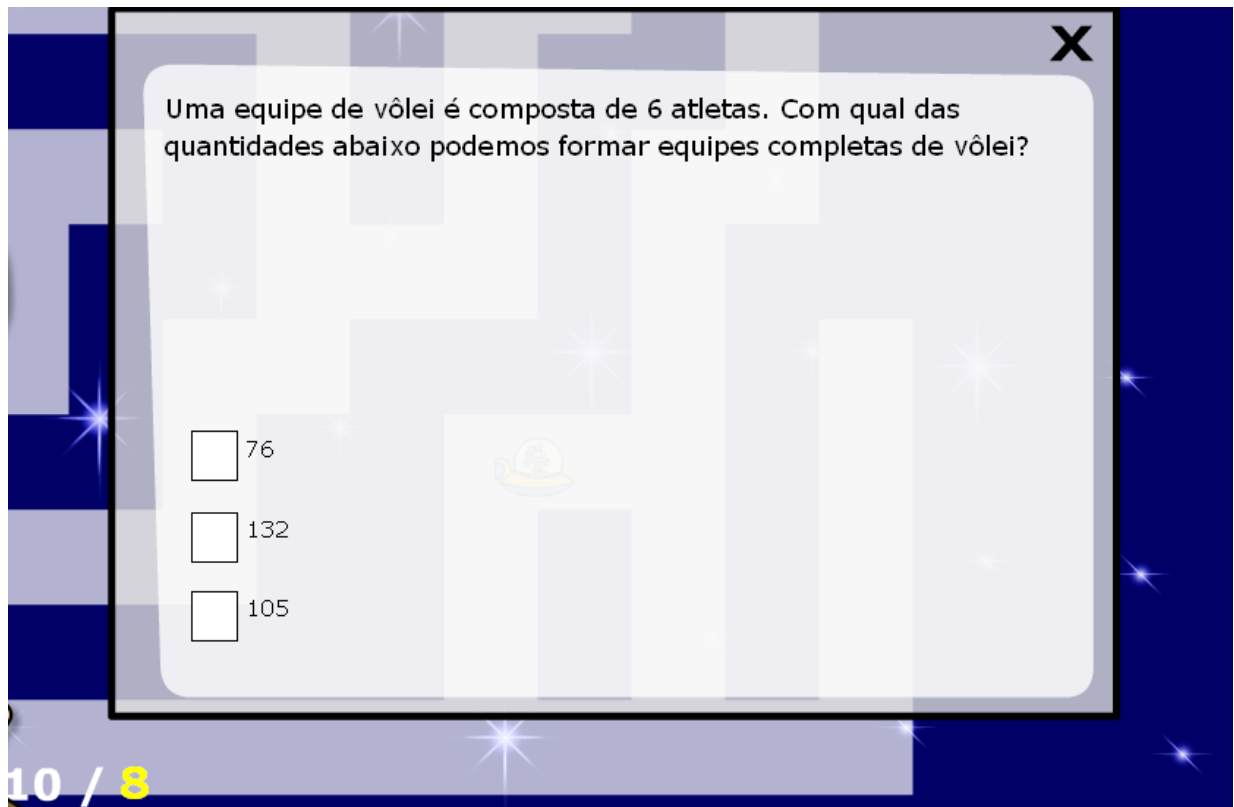 X
Uma equipe de vôlei é composta de 6 atletas. Com qual das
quantidades abaixo podemos formar equipes completas de vôlei?
76
132
105
10 / 8